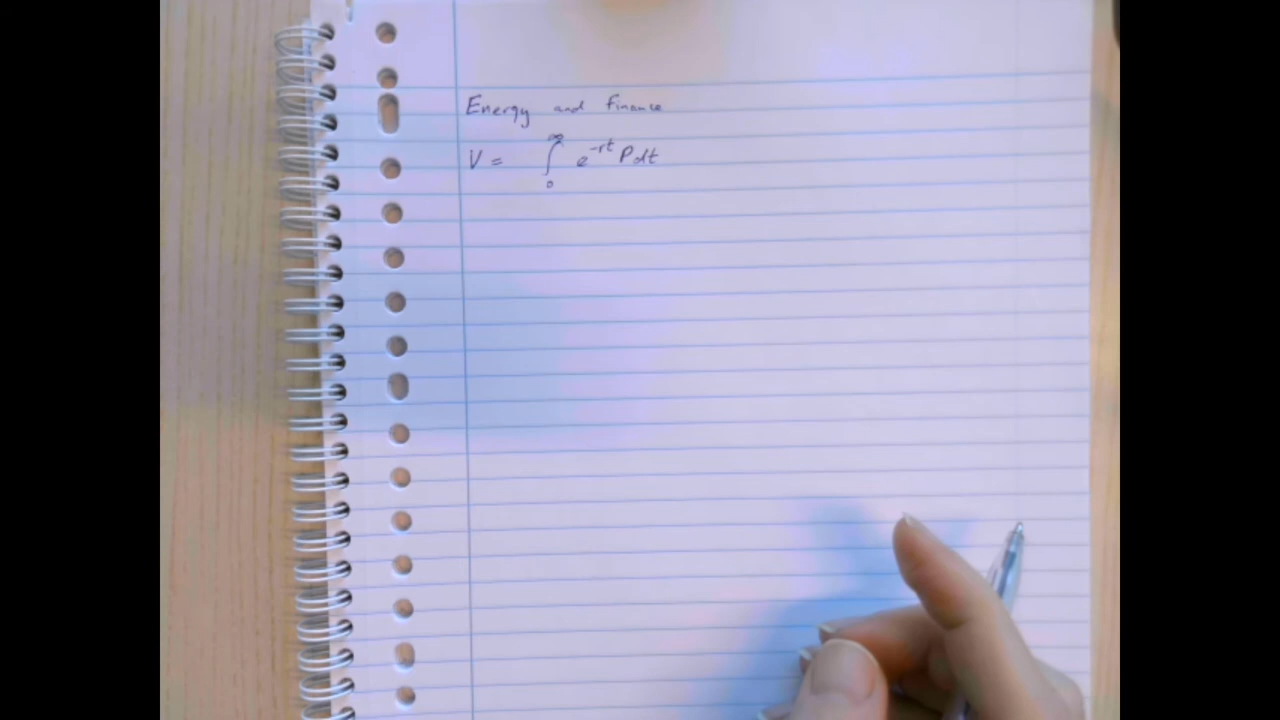 Energy and Finance
V = ∫₀^∞ e^{-rt} P dt